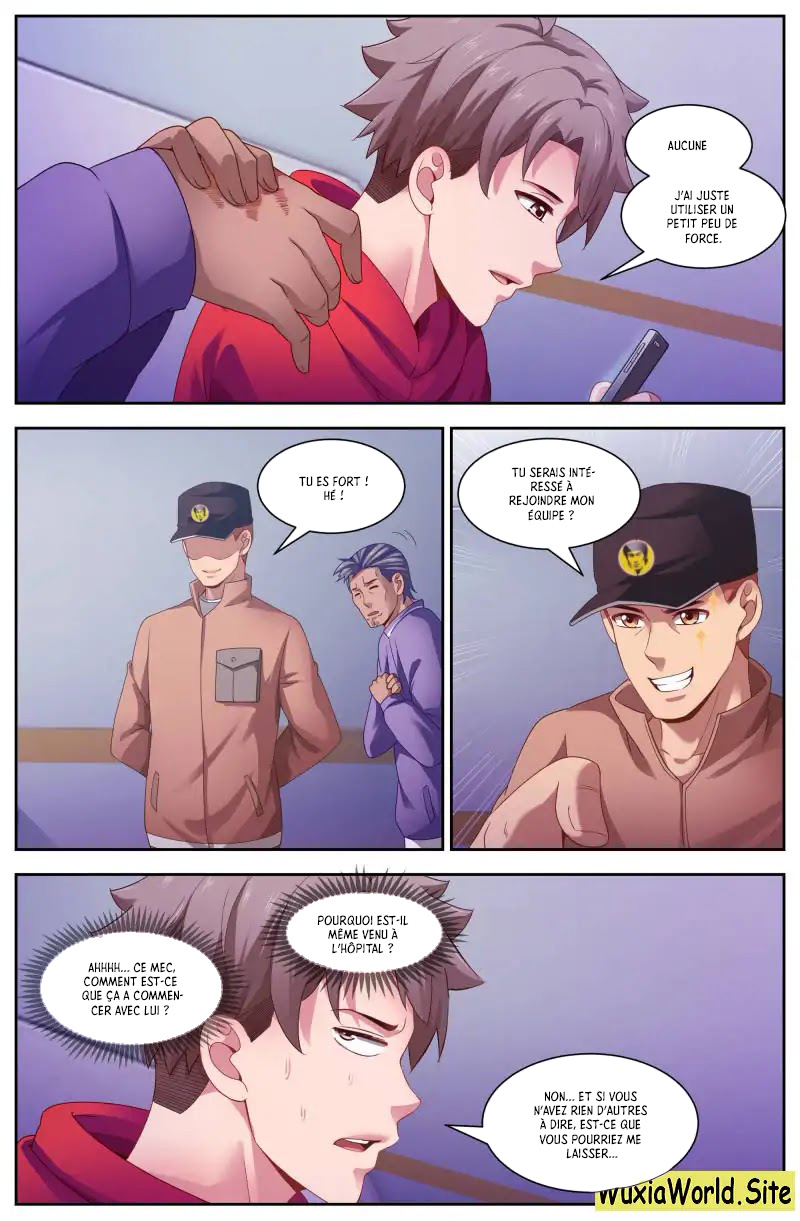 AUCUNE
J'AI JUSTE
UTILISER UN
PETIT PEU DE
FORCE.
TU ES FORT !
HÉ !
TU SERAIS INTÉ-
RESSÉ À
REJOINDRE MON
ÉQUIPE ?
POURQUOI EST-IL
MÊME VENU À
L'HÔPITAL ?
AHHHH... CE MEC,
COMMENT EST-CE
QUE ÇA A COMMEN-
CER AVEC LUI ?
NON... ET SI VOUS
N'AVEZ RIEN D'AUTRES
À DIRE, EST-CE QUE
VOUS POURRIEZ ME
LAISSER...
WuxiaWorld.Site